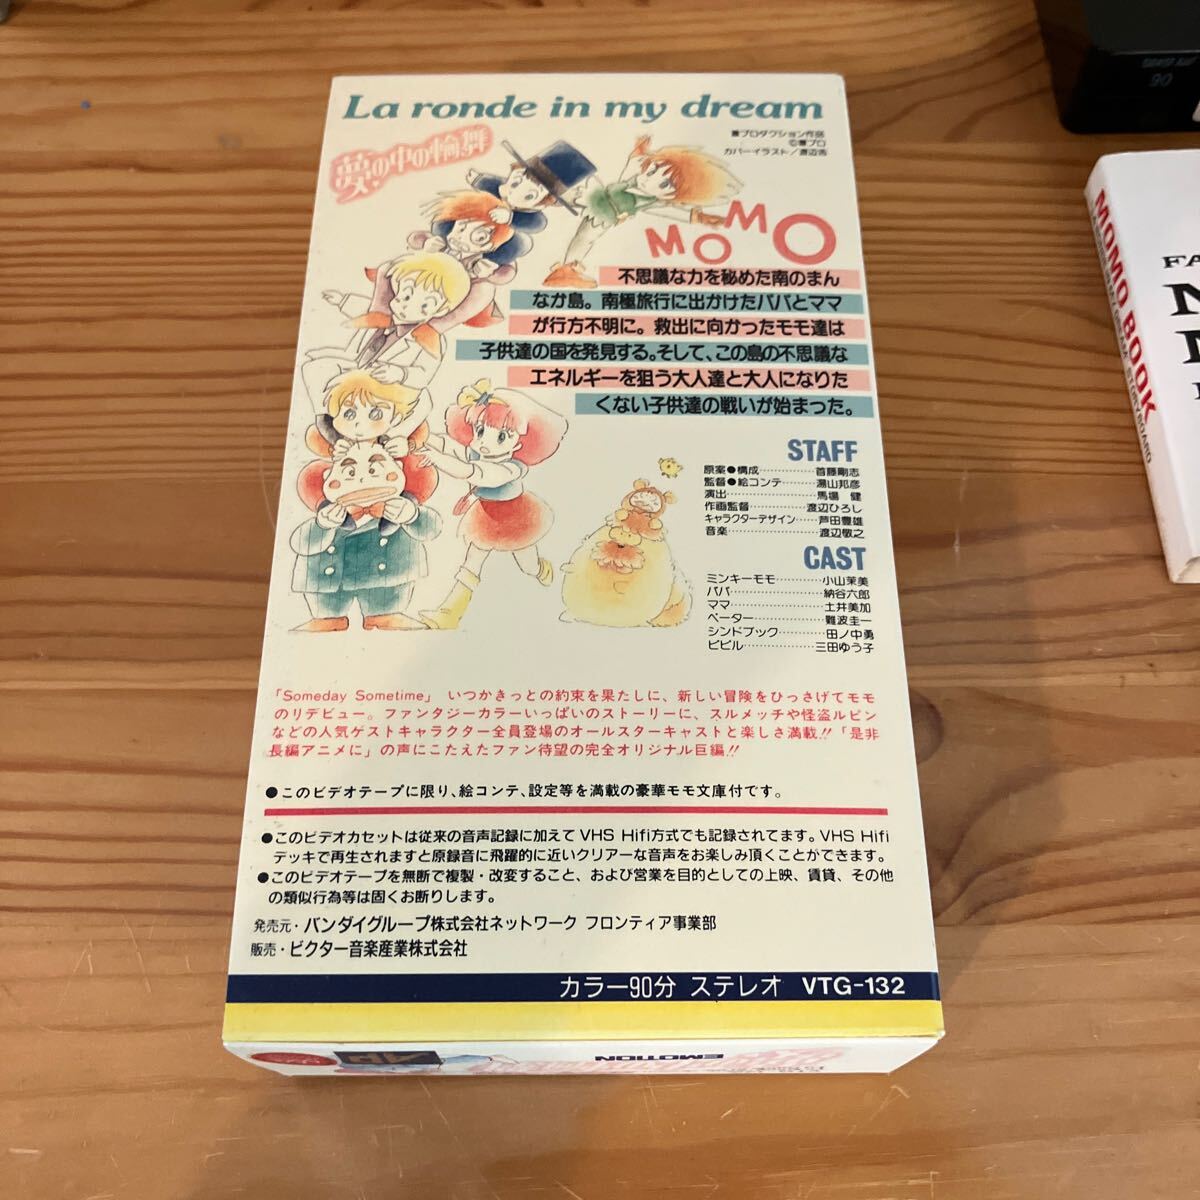 La ronde in my dream
夢の中の輪舞
葦プロダクション作品
©葦プロ
カバーイラスト／渡辺浩
MOMO
不思議な力を秘めた南のまん
なか島。南極旅行に出かけたパパとママ
が行方不明に。救出に向かったモモ達は
子供達の国を発見する。そして、この島の不思議な
エネルギーを狙う大人達と大人になりた
くない子供達の戦いが始まった。
STAFF
原案●構成…………首藤剛志
監督●絵コンテ………湯山邦彦
演出………………馬場 健
作画監督…………渡辺ひろし
キャラクターデザイン……芦田豊雄
音楽………………渡辺敬之
CAST
ミンキーモモ…………小山茉美
パパ………………納谷六郎
ママ………………土井美加
ペーター……………難波圭一
シンドブック…………田ノ中勇
ピピル………………三田ゆう子
「Someday Sometime」 いつかきっとの約束を果たしに、新しい冒険をひっさげてモモ
のリデビュー。ファンタジーカラーいっぱいのストーリーに、スルメッチや怪盗ルピン
などの人気ゲストキャラクター全員登場のオールスターキャストと楽しさ満載!!「是非
長編アニメに」の声にこたえたファン待望の完全オリジナル巨編!!
●このビデオテープに限り、絵コンテ、設定等を満載の豪華モモ文庫付です。
●このビデオカセットは従来の音声記録に加えてVHS Hifi方式でも記録されてます。VHS Hifi
デッキで再生されますと原録音に飛躍的に近いクリアーな音声をお楽しみ頂くことができます。
●このビデオテープを無断で複製・改変すること、および営業を目的としての上映、賃貸、その他
の類似行為等は固くお断りします。
発売元・バンダイグループ株式会社ネットワーク フロンティア事業部
販売・ビクター音楽産業株式会社
カラー90分 ステレオ VTG-132
EMOTION
MOMO BOOK
FA
90